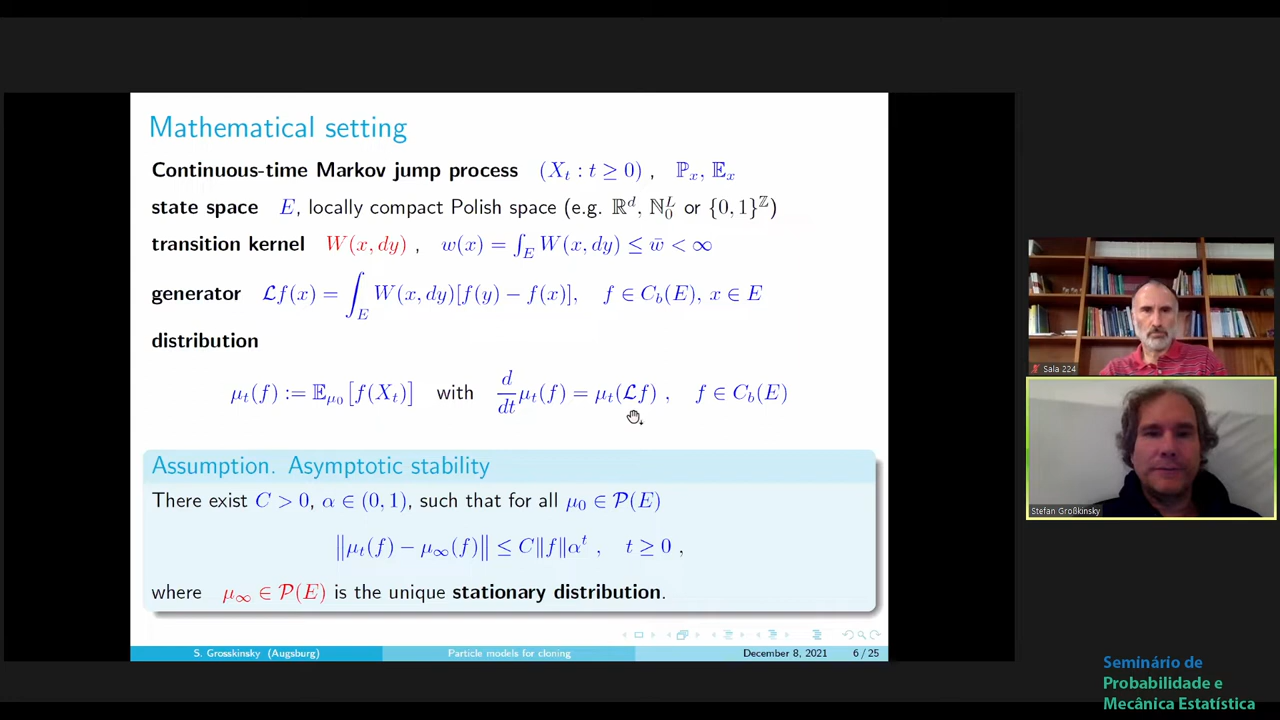 Mathematical setting
Continuous-time Markov jump process (X_t : t ≥ 0) , ℙ_x, 𝔼_x
state space E, locally compact Polish space (e.g. ℝ^d, ℕ_0^L or {0, 1}^ℤ)
transition kernel W(x, dy) , w(x) = ∫_E W(x, dy) ≤ w̄ < ∞
generator ℒf(x) = ∫_E W(x, dy)[f(y) − f(x)], f ∈ C_b(E), x ∈ E
distribution
μ_t(f) := 𝔼_{μ_0}[f(X_t)] with d/dt μ_t(f) = μ_t(ℒf) , f ∈ C_b(E)
Assumption. Asymptotic stability
There exist C > 0, α ∈ (0, 1), such that for all μ_0 ∈ 𝒫(E)
‖μ_t(f) − μ_∞(f)‖ ≤ C‖f‖α^t , t ≥ 0 ,
where μ_∞ ∈ 𝒫(E) is the unique stationary distribution.
S. Grosskinsky (Augsburg) Particle models for cloning December 8, 2021 6 / 25
Sala 224
Stefan Großkinsky
Seminário de
Probabilidade e
Mecânica Estatística